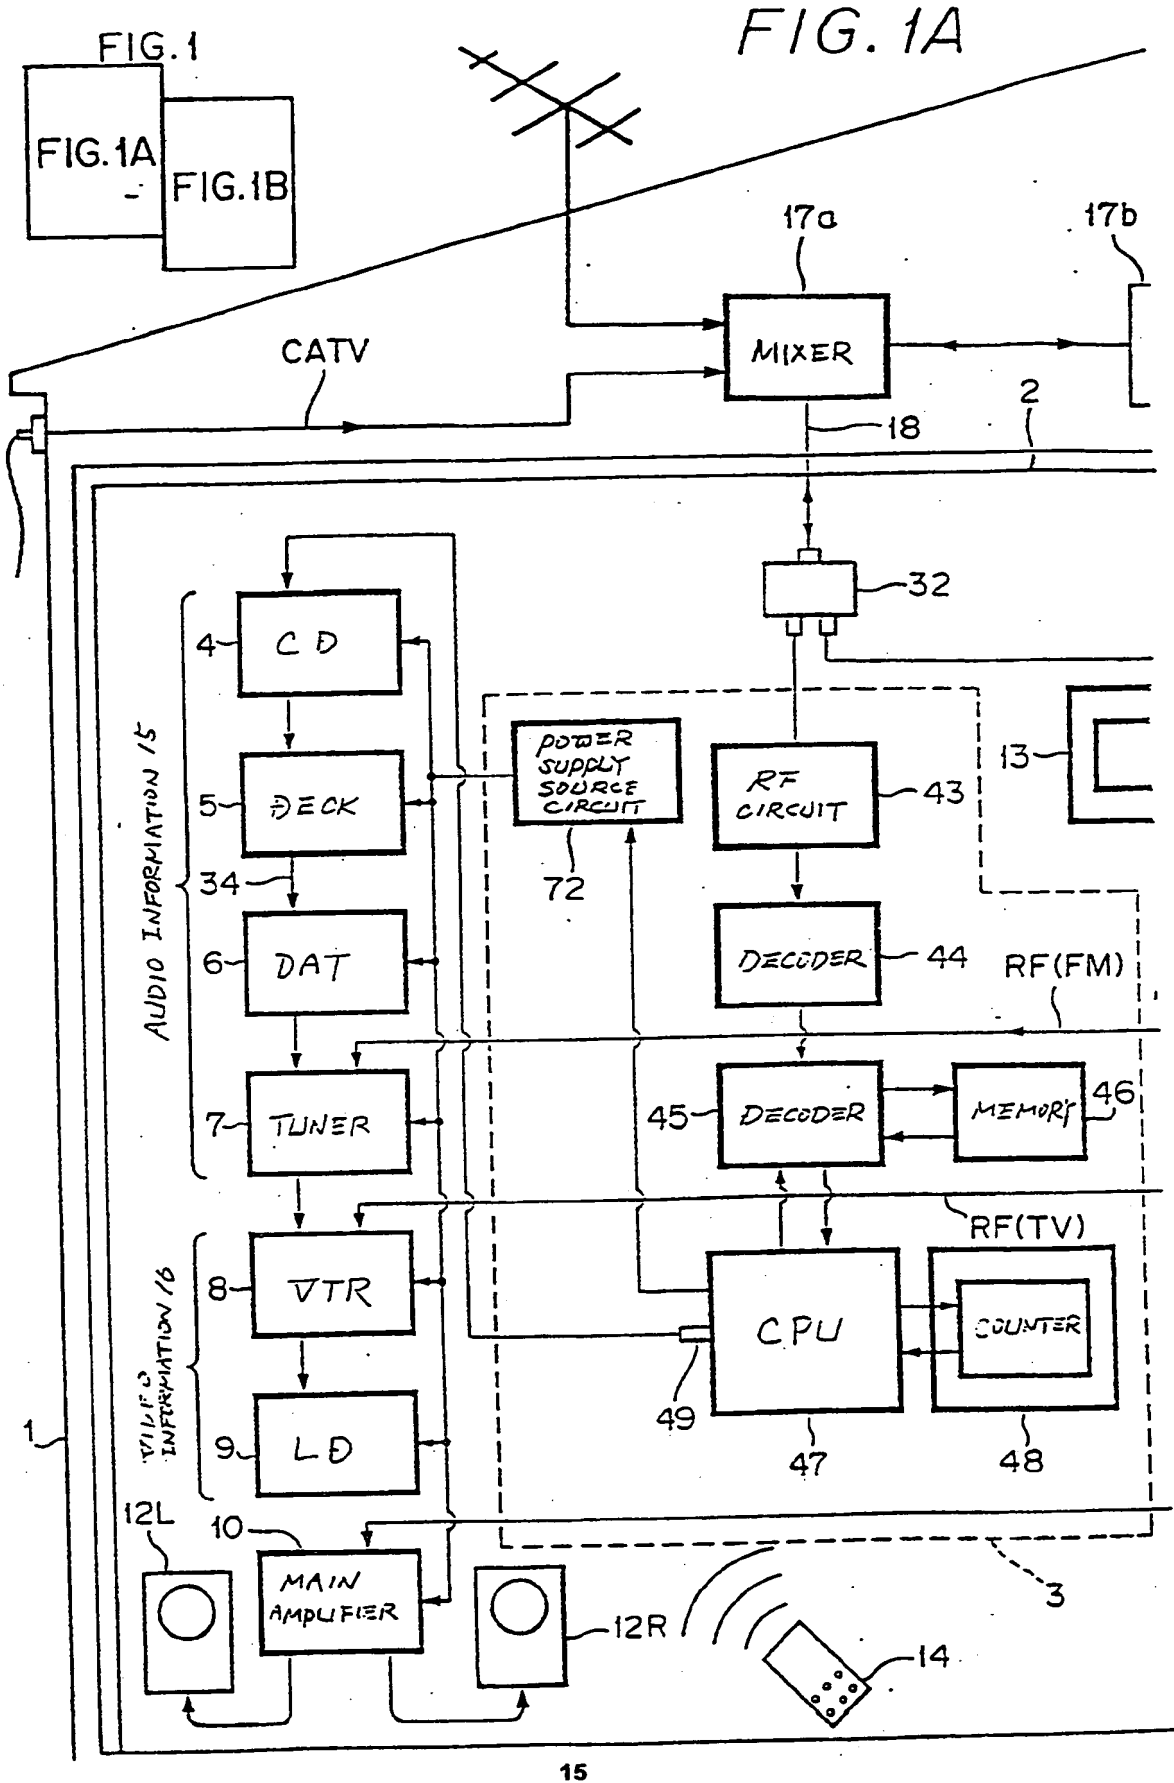 FIG. 1A
FIG. 1
FIG. 1A
FIG. 1B
17a
17b
MIXER
CATV
2
18
32
CD
4
POWER
SUPPLY
SOURCE
CIRCUIT
72
RF
CIRCUIT
43
13
DECK
5
34
AUDIO INFORMATION 15
DAT
6
DECODER
44
RF(FM)
TUNER
7
45
DECODER
MEMORY
46
RF(TV)
VTR
8
CPU
COUNTER
49
47
48
VIDEO
INFORMATION 16
LD
9
1
12L
10
MAIN
AMPLIFIER
12R
3
14
15